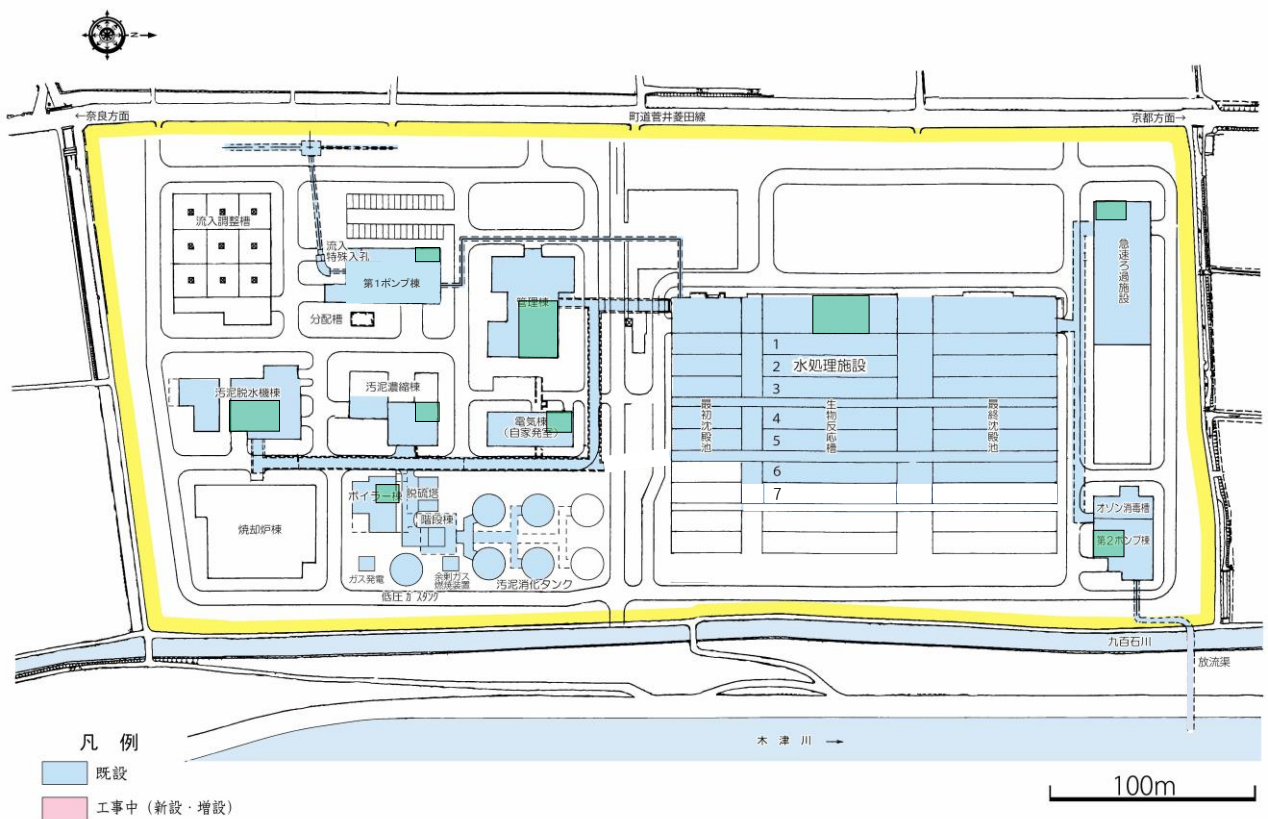 N
←奈良方面
町道菅井菱田線
京都方面→
流入調整槽
流入
特殊人孔
第1ポンプ棟
分配槽
管理棟
急速ろ過施設
汚泥脱水機棟
汚泥濃縮棟
電気棟
(自家発室)
1
2
3
4
5
6
7
水処理施設
最初沈殿池
生物反応槽
最終沈殿池
ボイラー棟
脱硫塔
階段棟
焼却炉棟
ガス発電
低圧ガスタンク
余剰ガス
燃焼装置
汚泥消化タンク
オゾン消毒槽
第2ポンプ棟
九百石川
放流渠
木津川 →
凡 例
既設
工事中(新設・増設)
100m